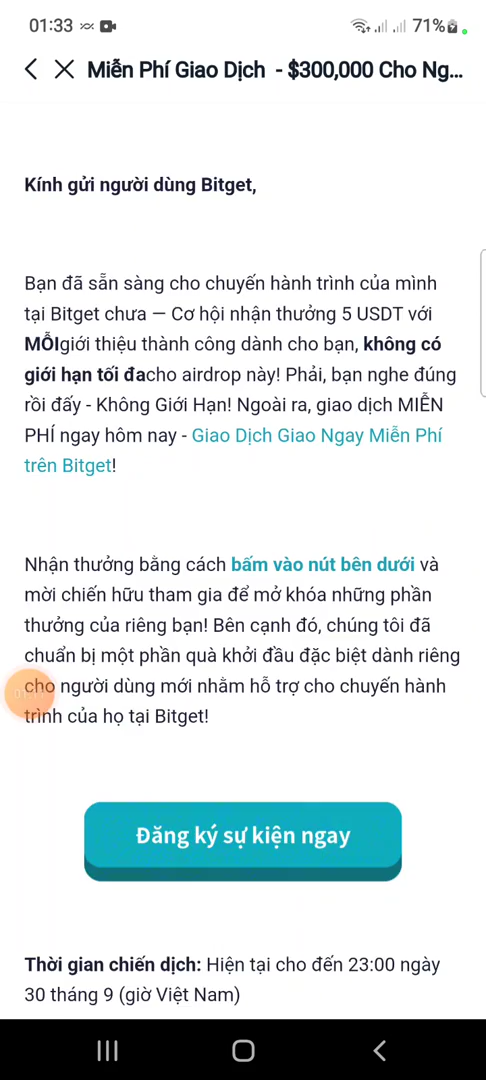 01:33
71%
Miễn Phí Giao Dịch - $300,000 Cho Ng...
Kính gửi người dùng Bitget,
Bạn đã sẵn sàng cho chuyến hành trình của mình
tại Bitget chưa — Cơ hội nhận thưởng 5 USDT với
MỖIgiới thiệu thành công dành cho bạn, không có
giới hạn tối đacho airdrop này! Phải, bạn nghe đúng
rồi đấy - Không Giới Hạn! Ngoài ra, giao dịch MIỄN
PHÍ ngay hôm nay - Giao Dịch Giao Ngay Miễn Phí
trên Bitget!
Nhận thưởng bằng cách bấm vào nút bên dưới và
mời chiến hữu tham gia để mở khóa những phần
thưởng của riêng bạn! Bên cạnh đó, chúng tôi đã
chuẩn bị một phần quà khởi đầu đặc biệt dành riêng
cho người dùng mới nhằm hỗ trợ cho chuyến hành
trình của họ tại Bitget!
Đăng ký sự kiện ngay
Thời gian chiến dịch: Hiện tại cho đến 23:00 ngày
30 tháng 9 (giờ Việt Nam)